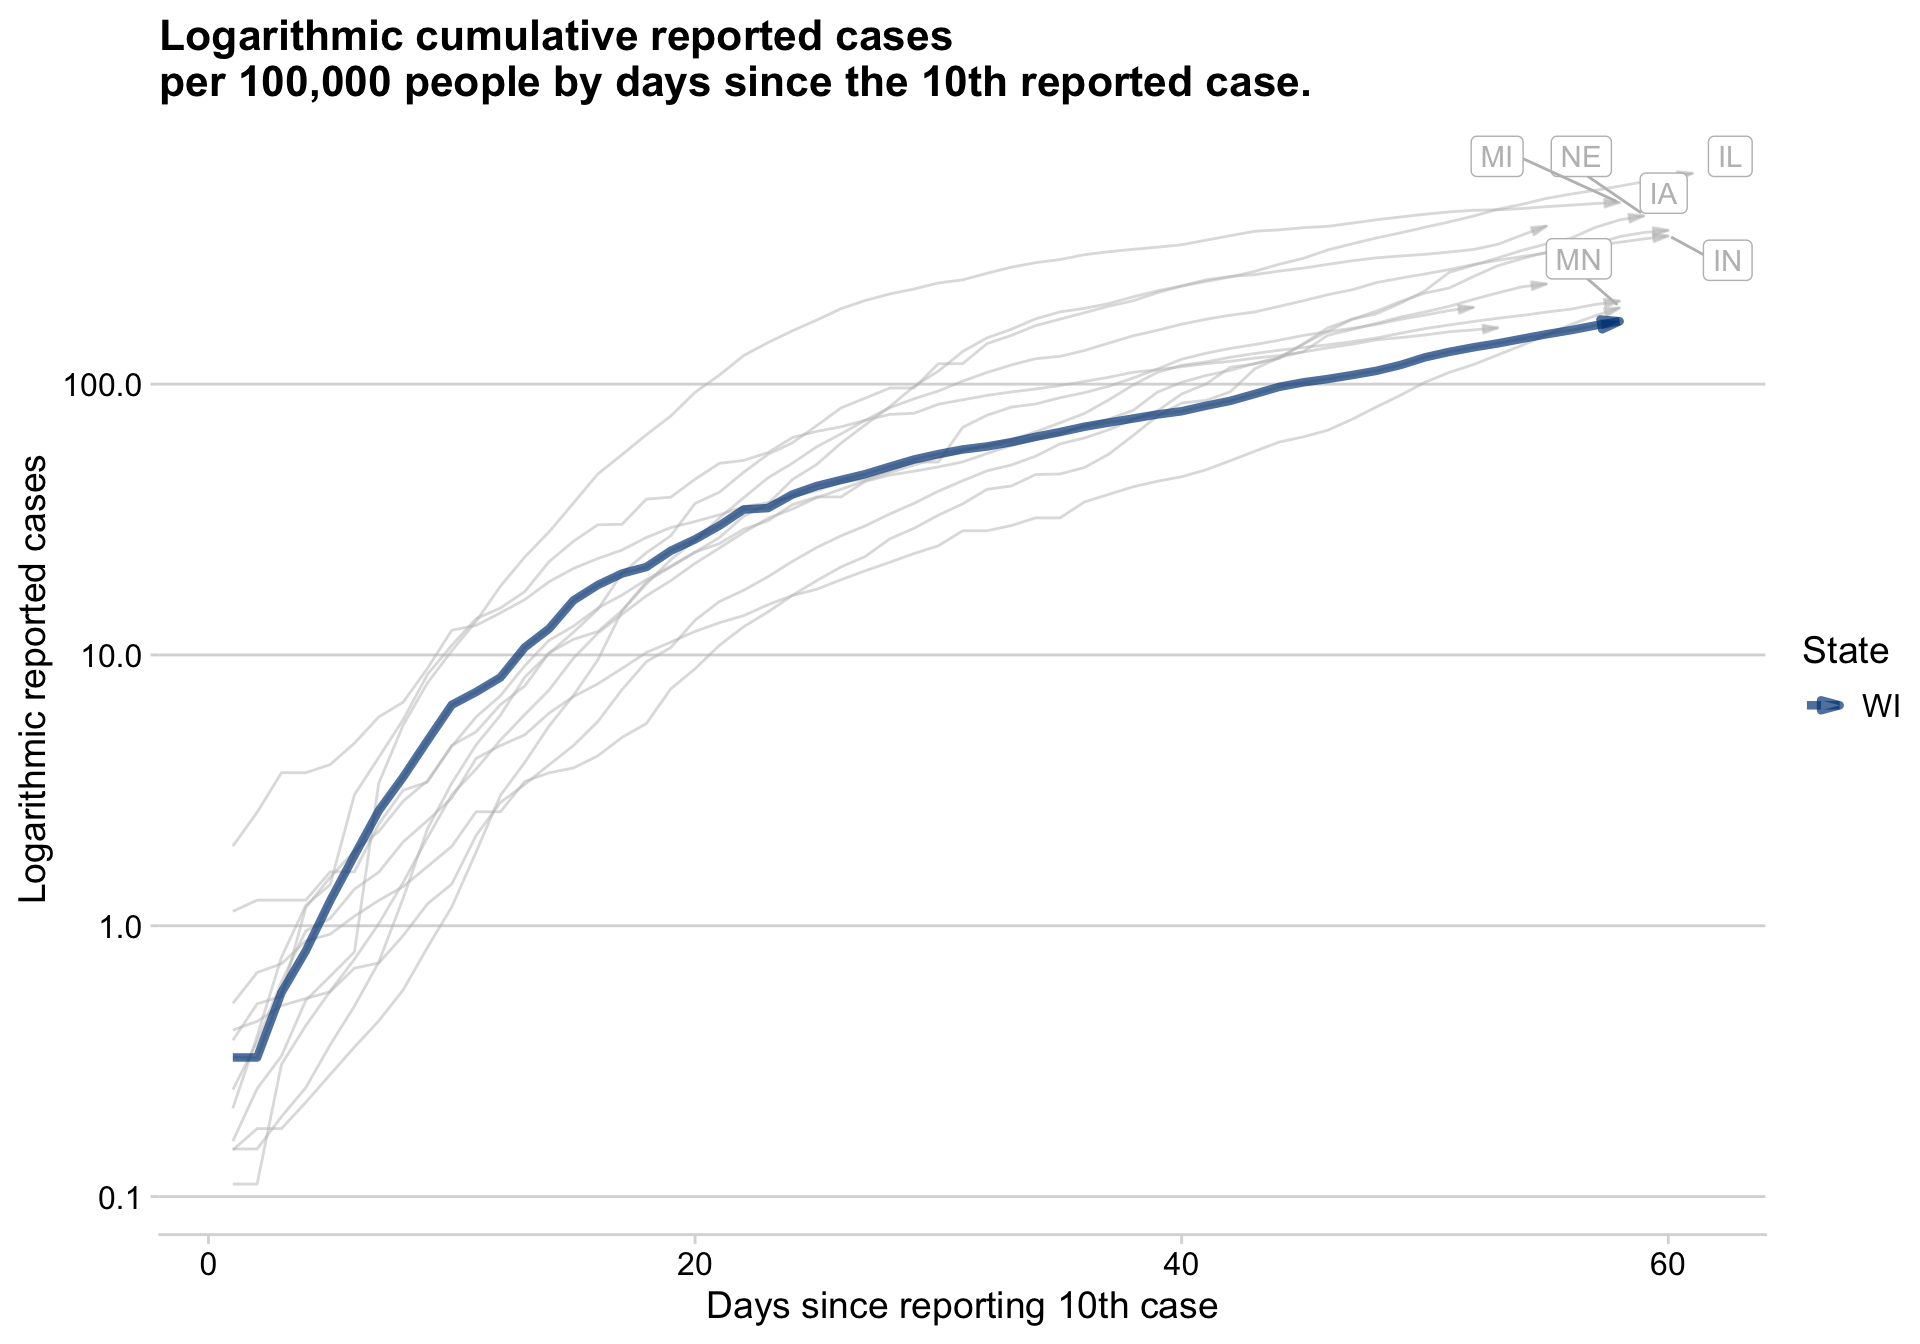 Logarithmic cumulative reported cases
per 100,000 people by days since the 10th reported case.
MI
NE
IL
IA
MN
IN
100.0
10.0
1.0
0.1
Logarithmic reported cases
0
20
40
60
Days since reporting 10th case
State
WI